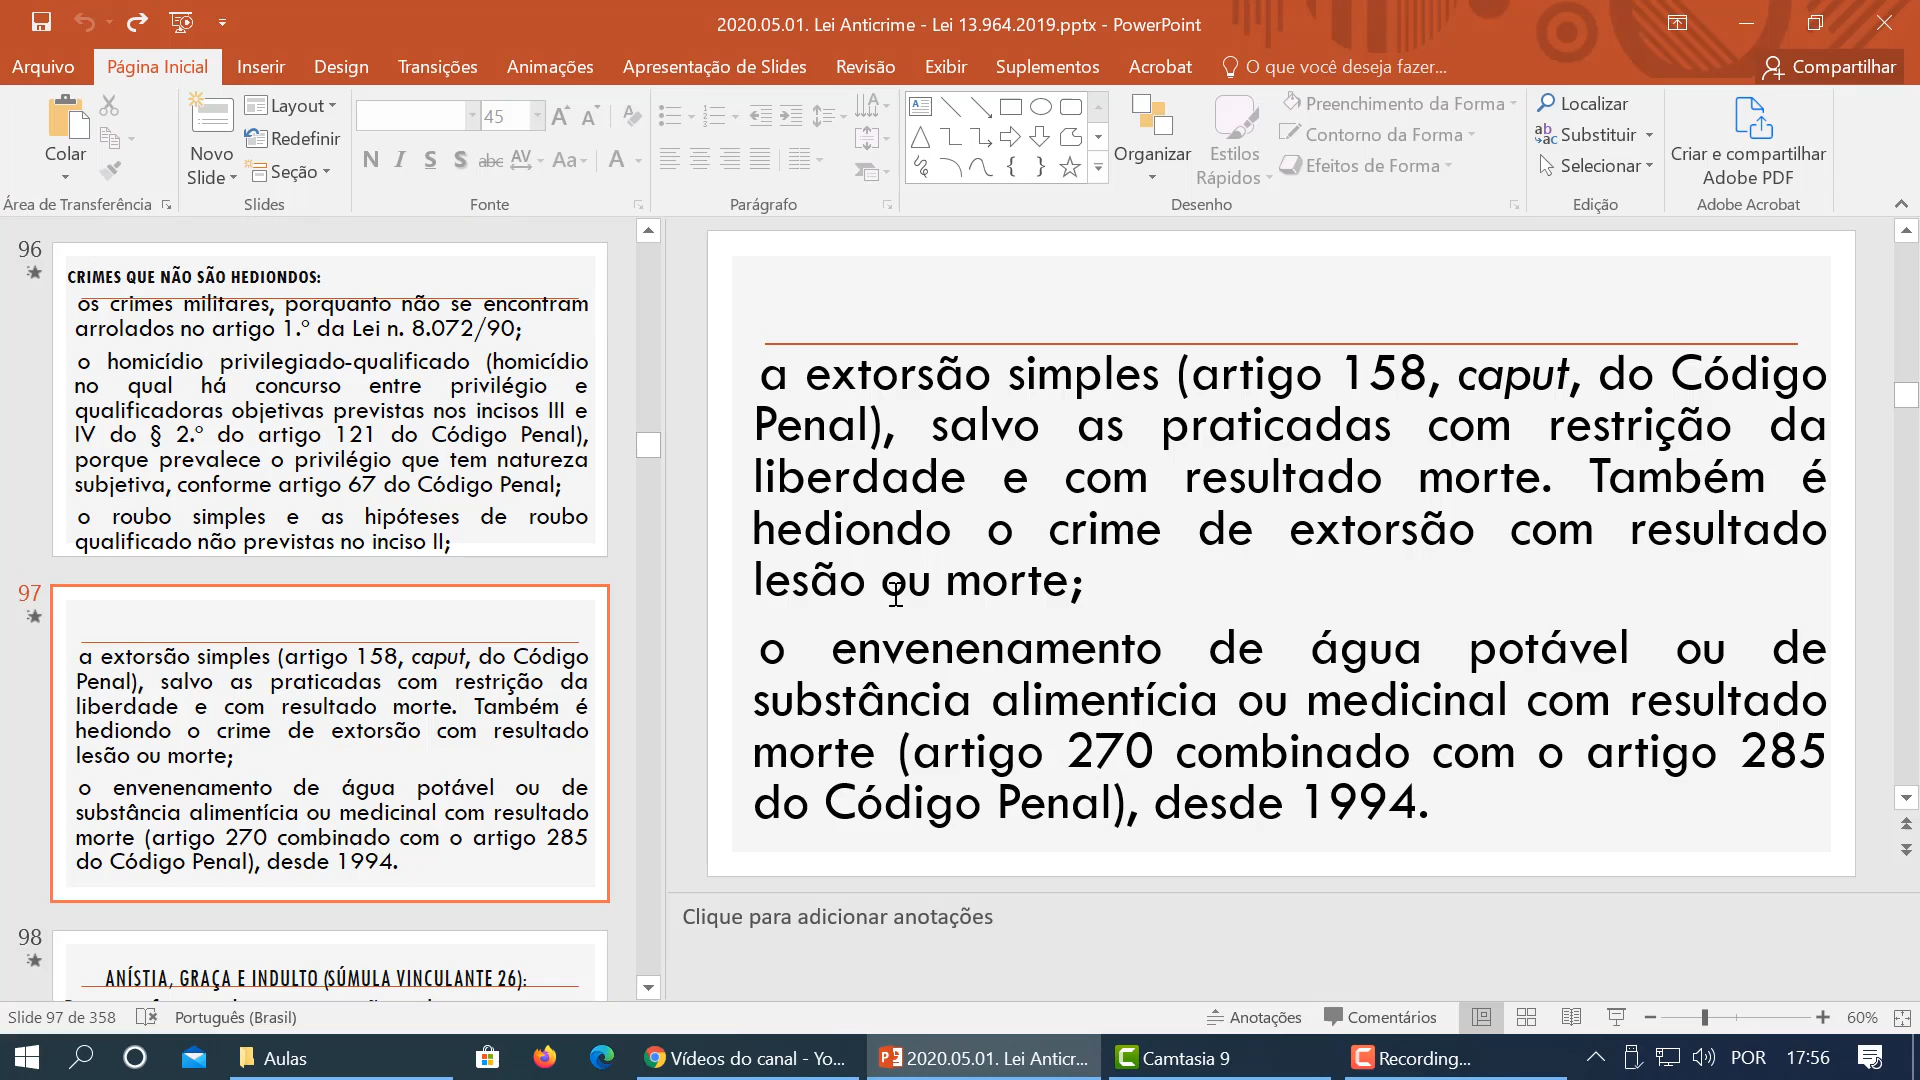 2020.05.01. Lei Anticrime - Lei 13.964.2019.pptx - PowerPoint
Arquivo
Página Inicial
Inserir
Design
Transições
Animações
Apresentação de Slides
Revisão
Exibir
Suplementos
Acrobat
O que você deseja fazer...
Compartilhar
Colar
Novo
Slide
Layout
Redefinir
Seção
45
N I S S abc AV Aa A
Organizar
Estilos
Rápidos
Preenchimento da Forma
Contorno da Forma
Efeitos de Forma
Localizar
Substituir
Selecionar
Criar e compartilhar
Adobe PDF
Área de Transferência
Slides
Fonte
Parágrafo
Desenho
Edição
Adobe Acrobat
96
CRIMES QUE NÃO SÃO HEDIONDOS:
os crimes militares, porquanto não se encontram
arrolados no artigo 1.º da Lei n. 8.072/90;
o homicídio privilegiado-qualificado (homicídio
no qual há concurso entre privilégio e
qualificadoras objetivas previstas nos incisos III e
IV do § 2.º do artigo 121 do Código Penal),
porque prevalece o privilégio que tem natureza
subjetiva, conforme artigo 67 do Código Penal;
o roubo simples e as hipóteses de roubo
qualificado não previstas no inciso II;
97
a extorsão simples (artigo 158, caput, do Código
Penal), salvo as praticadas com restrição da
liberdade e com resultado morte. Também é
hediondo o crime de extorsão com resultado
lesão ou morte;
o envenenamento de água potável ou de
substância alimentícia ou medicinal com resultado
morte (artigo 270 combinado com o artigo 285
do Código Penal), desde 1994.
98
ANÍSTIA, GRAÇA E INDULTO (SÚMULA VINCULANTE 26):
a extorsão simples (artigo 158, caput, do Código
Penal), salvo as praticadas com restrição da
liberdade e com resultado morte. Também é
hediondo o crime de extorsão com resultado
lesão ou morte;
o envenenamento de água potável ou de
substância alimentícia ou medicinal com resultado
morte (artigo 270 combinado com o artigo 285
do Código Penal), desde 1994.
Clique para adicionar anotações
Slide 97 de 358
Português (Brasil)
Anotações
Comentários
60%
Aulas
Vídeos do canal - Yo...
2020.05.01. Lei Anticr...
Camtasia 9
Recording...
POR
17:56